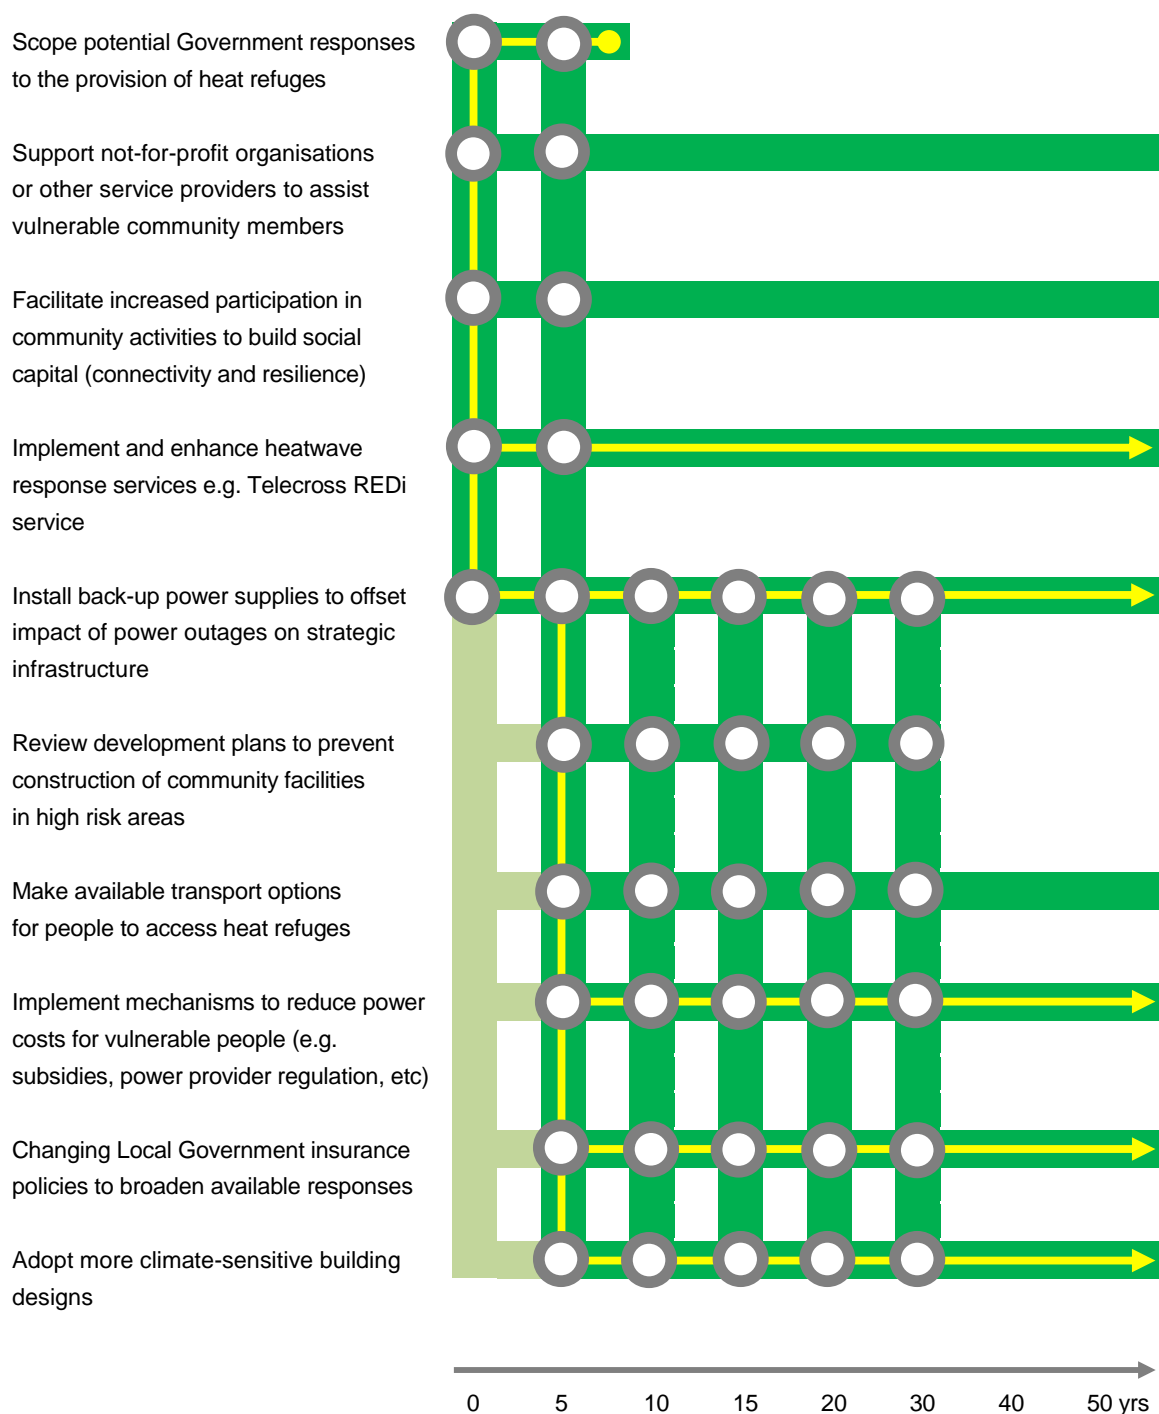 Scope potential Government responses
to the provision of heat refuges
Support not-for-profit organisations
or other service providers to assist
vulnerable community members
Facilitate increased participation in
community activities to build social
capital (connectivity and resilience)
Implement and enhance heatwave
response services e.g. Telecross REDi
service
Install back-up power supplies to offset
impact of power outages on strategic
infrastructure
Review development plans to prevent
construction of community facilities
in high risk areas
Make available transport options
for people to access heat refuges
Implement mechanisms to reduce power
costs for vulnerable people (e.g.
subsidies, power provider regulation, etc)
Changing Local Government insurance
policies to broaden available responses
Adopt more climate-sensitive building
designs
0 5 10 15 20 30 40 50 yrs